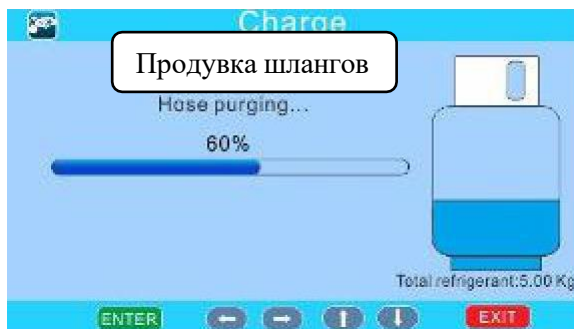 Charge
Продувка шлангов
Hose purging...
60%
Total refrigerant:5.00 Kg
ENTER
EXIT